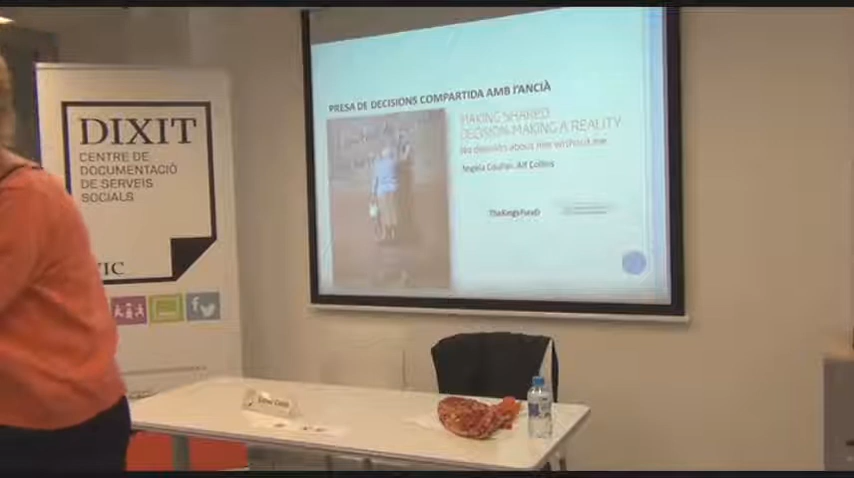 DIXIT
CENTRE DE
DOCUMENTACIÓ
DE SERVEIS
SOCIALS
VIC
PRESA DE DECISIONS COMPARTIDA AMB l'ANCIÀ
MAKING SHARED
DECISION-MAKING A REALITY
No decision about me, without me
Angela Coulter, Alf Collins
TheKingsFund